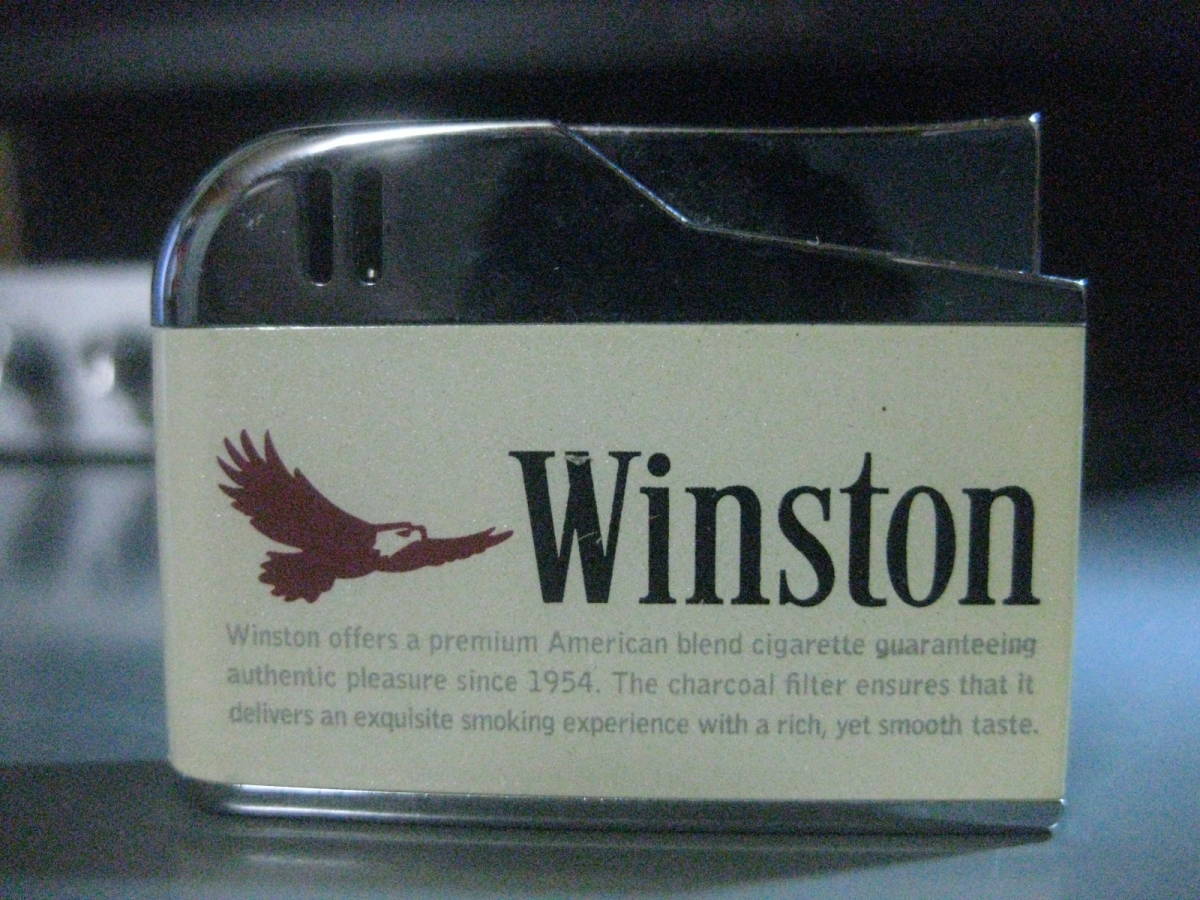 Winston
Winston offers a premium American blend cigarette guaranteeing
authentic pleasure since 1954. The charcoal filter ensures that it
delivers an exquisite smoking experience with a rich, yet smooth taste.